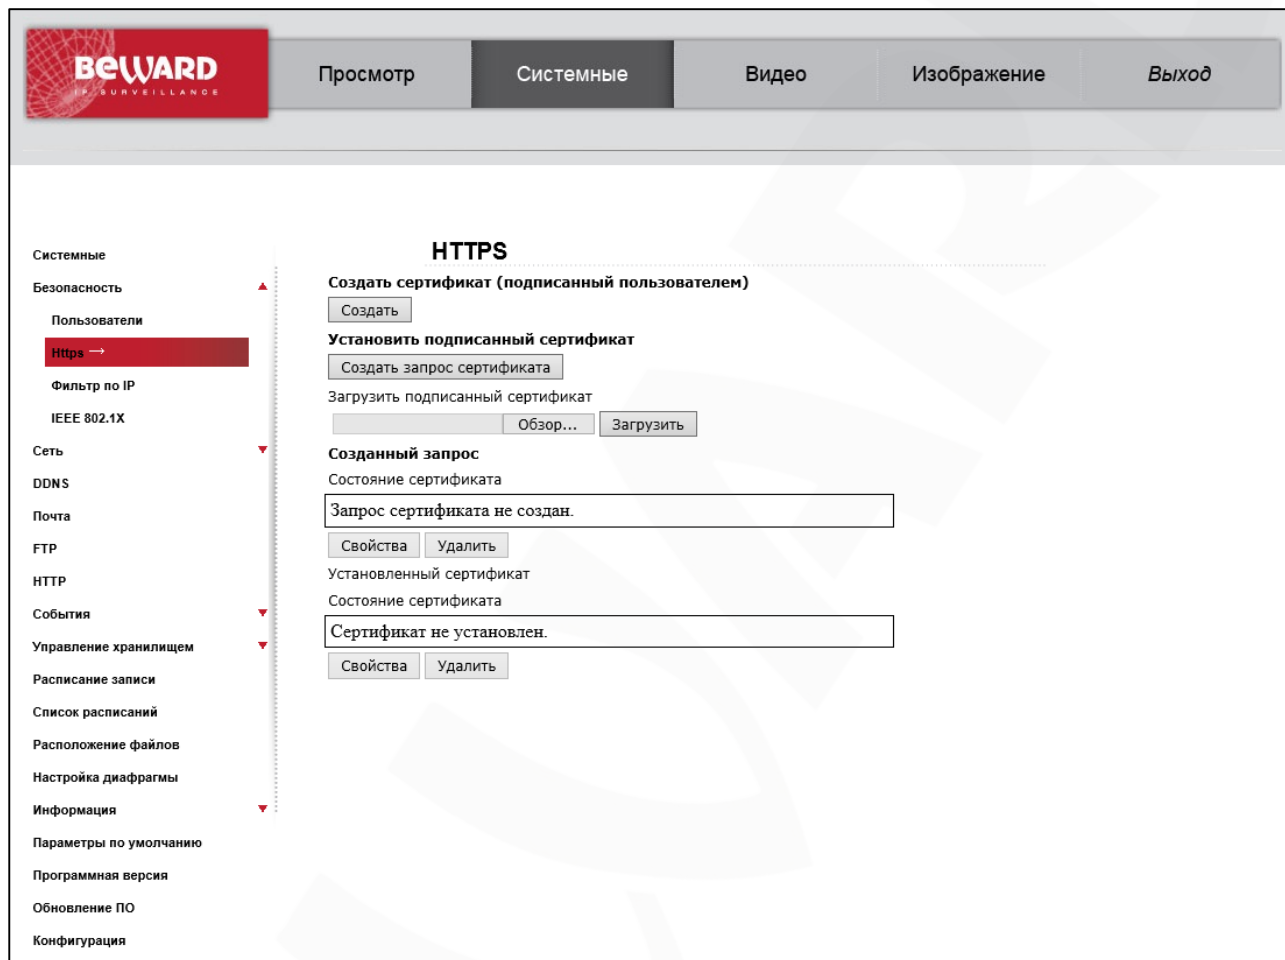 BEWARD
IP SURVEILLANCE
Просмотр
Системные
Видео
Изображение
Выход
Системные
Безопасность
Пользователи
Https →
Фильтр по IP
IEEE 802.1X
Сеть
DDNS
Почта
FTP
HTTP
События
Управление хранилищем
Расписание записи
Список расписаний
Расположение файлов
Настройка диафрагмы
Информация
Параметры по умолчанию
Программная версия
Обновление ПО
Конфигурация
HTTPS
Создать сертификат (подписанный пользователем)
Создать
Установить подписанный сертификат
Создать запрос сертификата
Загрузить подписанный сертификат
Обзор... Загрузить
Созданный запрос
Состояние сертификата
Запрос сертификата не создан.
Свойства Удалить
Установленный сертификат
Состояние сертификата
Сертификат не установлен.
Свойства Удалить